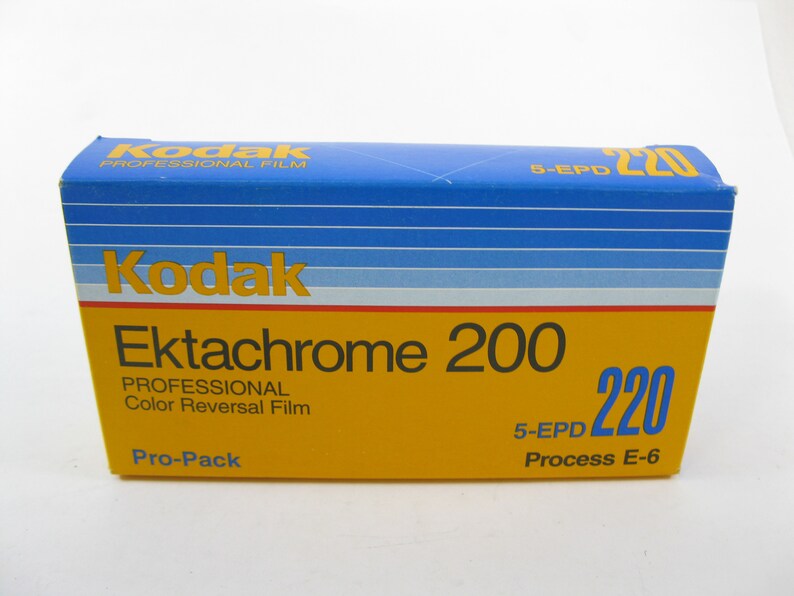 Kodak
PROFESSIONAL FILM
5-EPD 220
Kodak
Ektachrome 200
PROFESSIONAL
Color Reversal Film
5-EPD 220
Pro-Pack
Process E-6